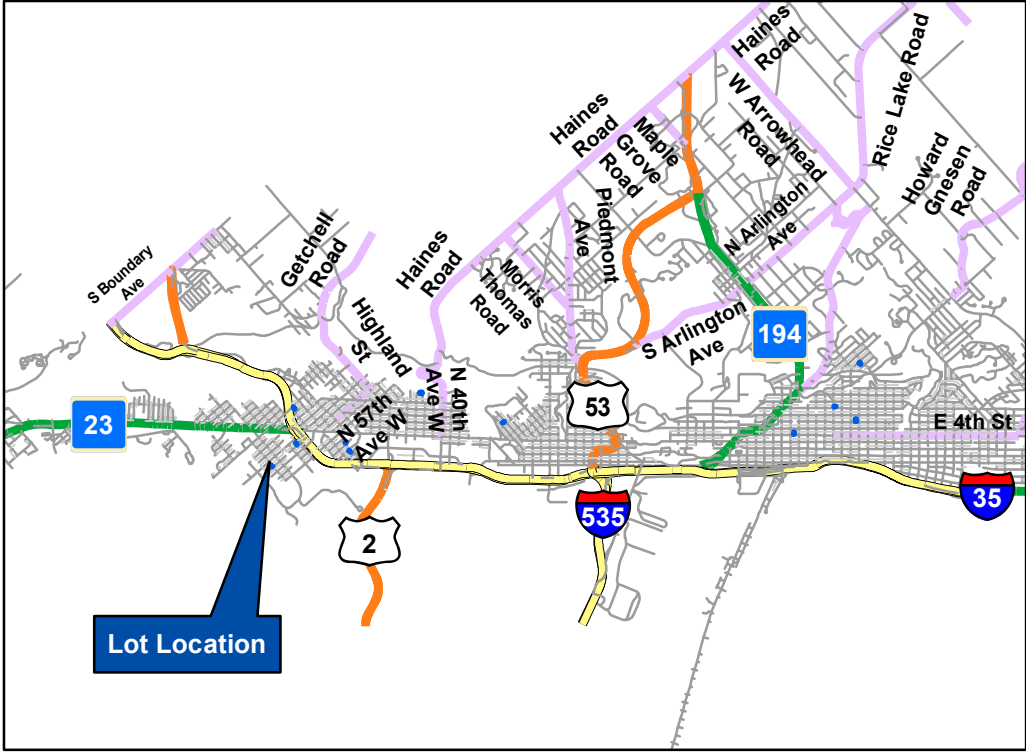 Haines
Road
W Arrowhead
Road
Rice Lake Road
Howard
Gnesen
Road
Haines
Road
Maple
Grove
Road
N Arlington
Ave
Piedmont
Ave
S Boundary
Ave
Getchell
Road
Haines
Road
Morris
Thomas
Road
Highland
St
S Arlington
Ave
194
N 40th
Ave W
N 57th
Ave W
53
23
E 4th St
535
35
2
Lot Location